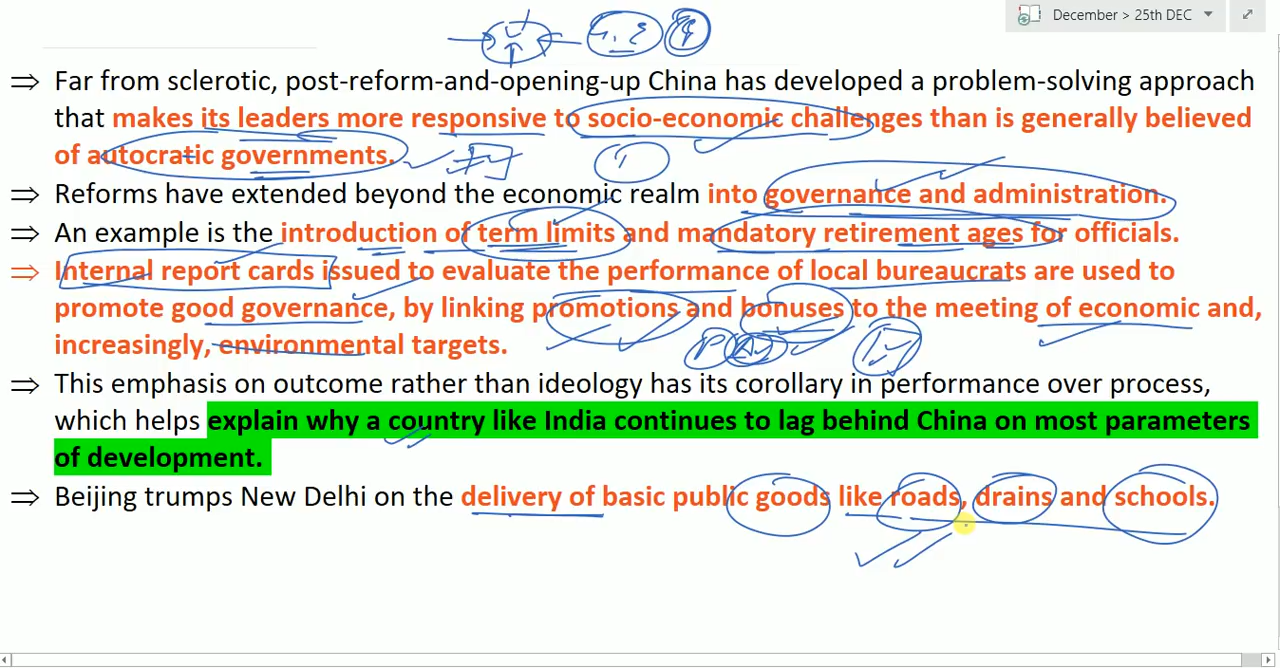 December > 25th DEC
⇒ Far from sclerotic, post-reform-and-opening-up China has developed a problem-solving approach
that makes its leaders more responsive to socio-economic challenges than is generally believed
of autocratic governments.
⇒ Reforms have extended beyond the economic realm into governance and administration.
⇒ An example is the introduction of term limits and mandatory retirement ages for officials.
⇒ Internal report cards issued to evaluate the performance of local bureaucrats are used to
promote good governance, by linking promotions and bonuses to the meeting of economic and,
increasingly, environmental targets.
⇒ This emphasis on outcome rather than ideology has its corollary in performance over process,
which helps explain why a country like India continues to lag behind China on most parameters
of development.
⇒ Beijing trumps New Delhi on the delivery of basic public goods like roads, drains and schools.